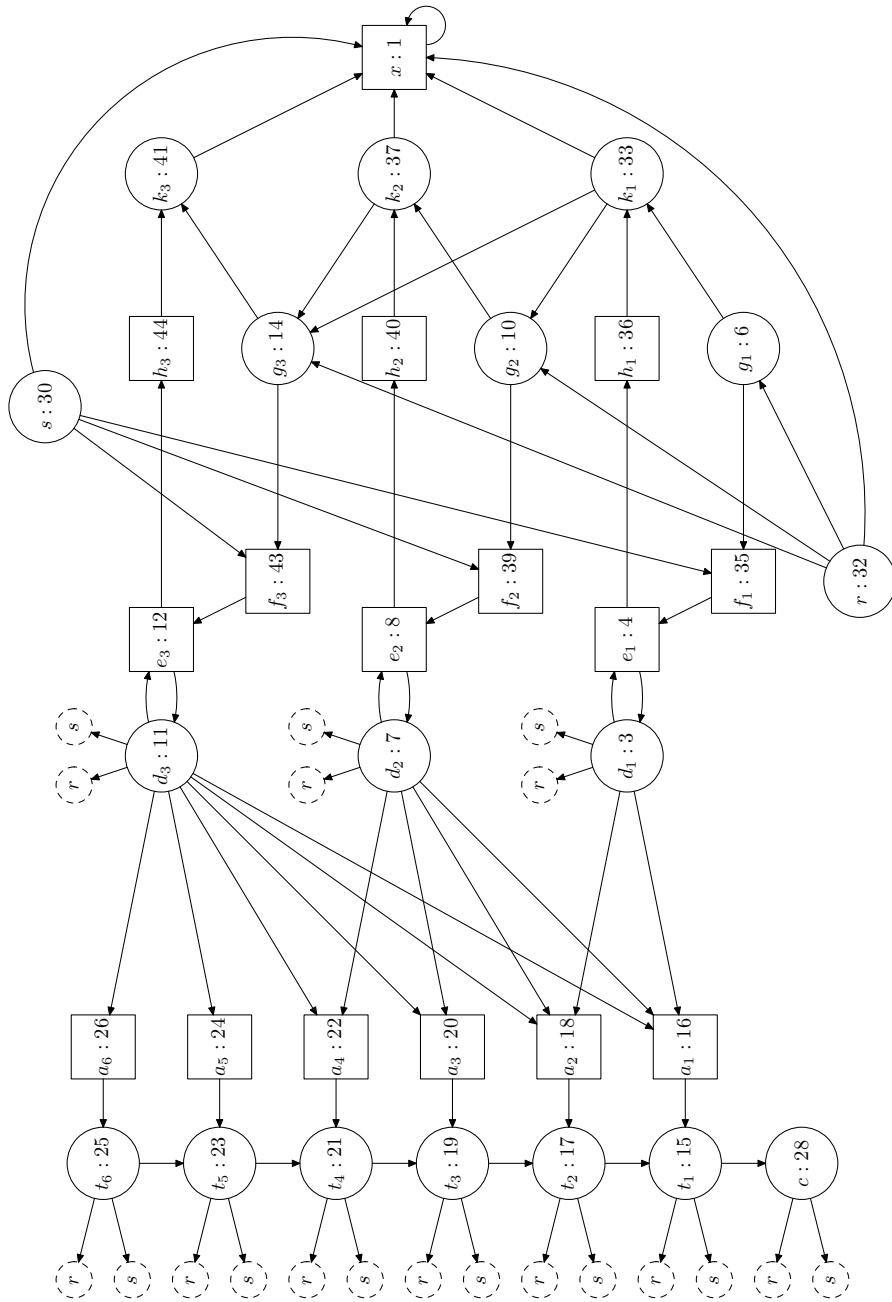 s : 30
x : 1
k₃ : 41
k₂ : 37
k₁ : 33
h₃ : 44
g₃ : 14
h₂ : 40
g₂ : 10
h₁ : 36
g₁ : 6
f₃ : 43
f₂ : 39
f₁ : 35
r : 32
e₃ : 12
e₂ : 8
e₁ : 4
s
r
d₃ : 11
s
r
d₂ : 7
s
r
d₁ : 3
a₆ : 26
a₅ : 24
a₄ : 22
a₃ : 20
a₂ : 18
a₁ : 16
t₆ : 25
t₅ : 23
t₄ : 21
t₃ : 19
t₂ : 17
t₁ : 15
c : 28
r
s
r
s
r
s
r
s
r
s
r
s
r
s